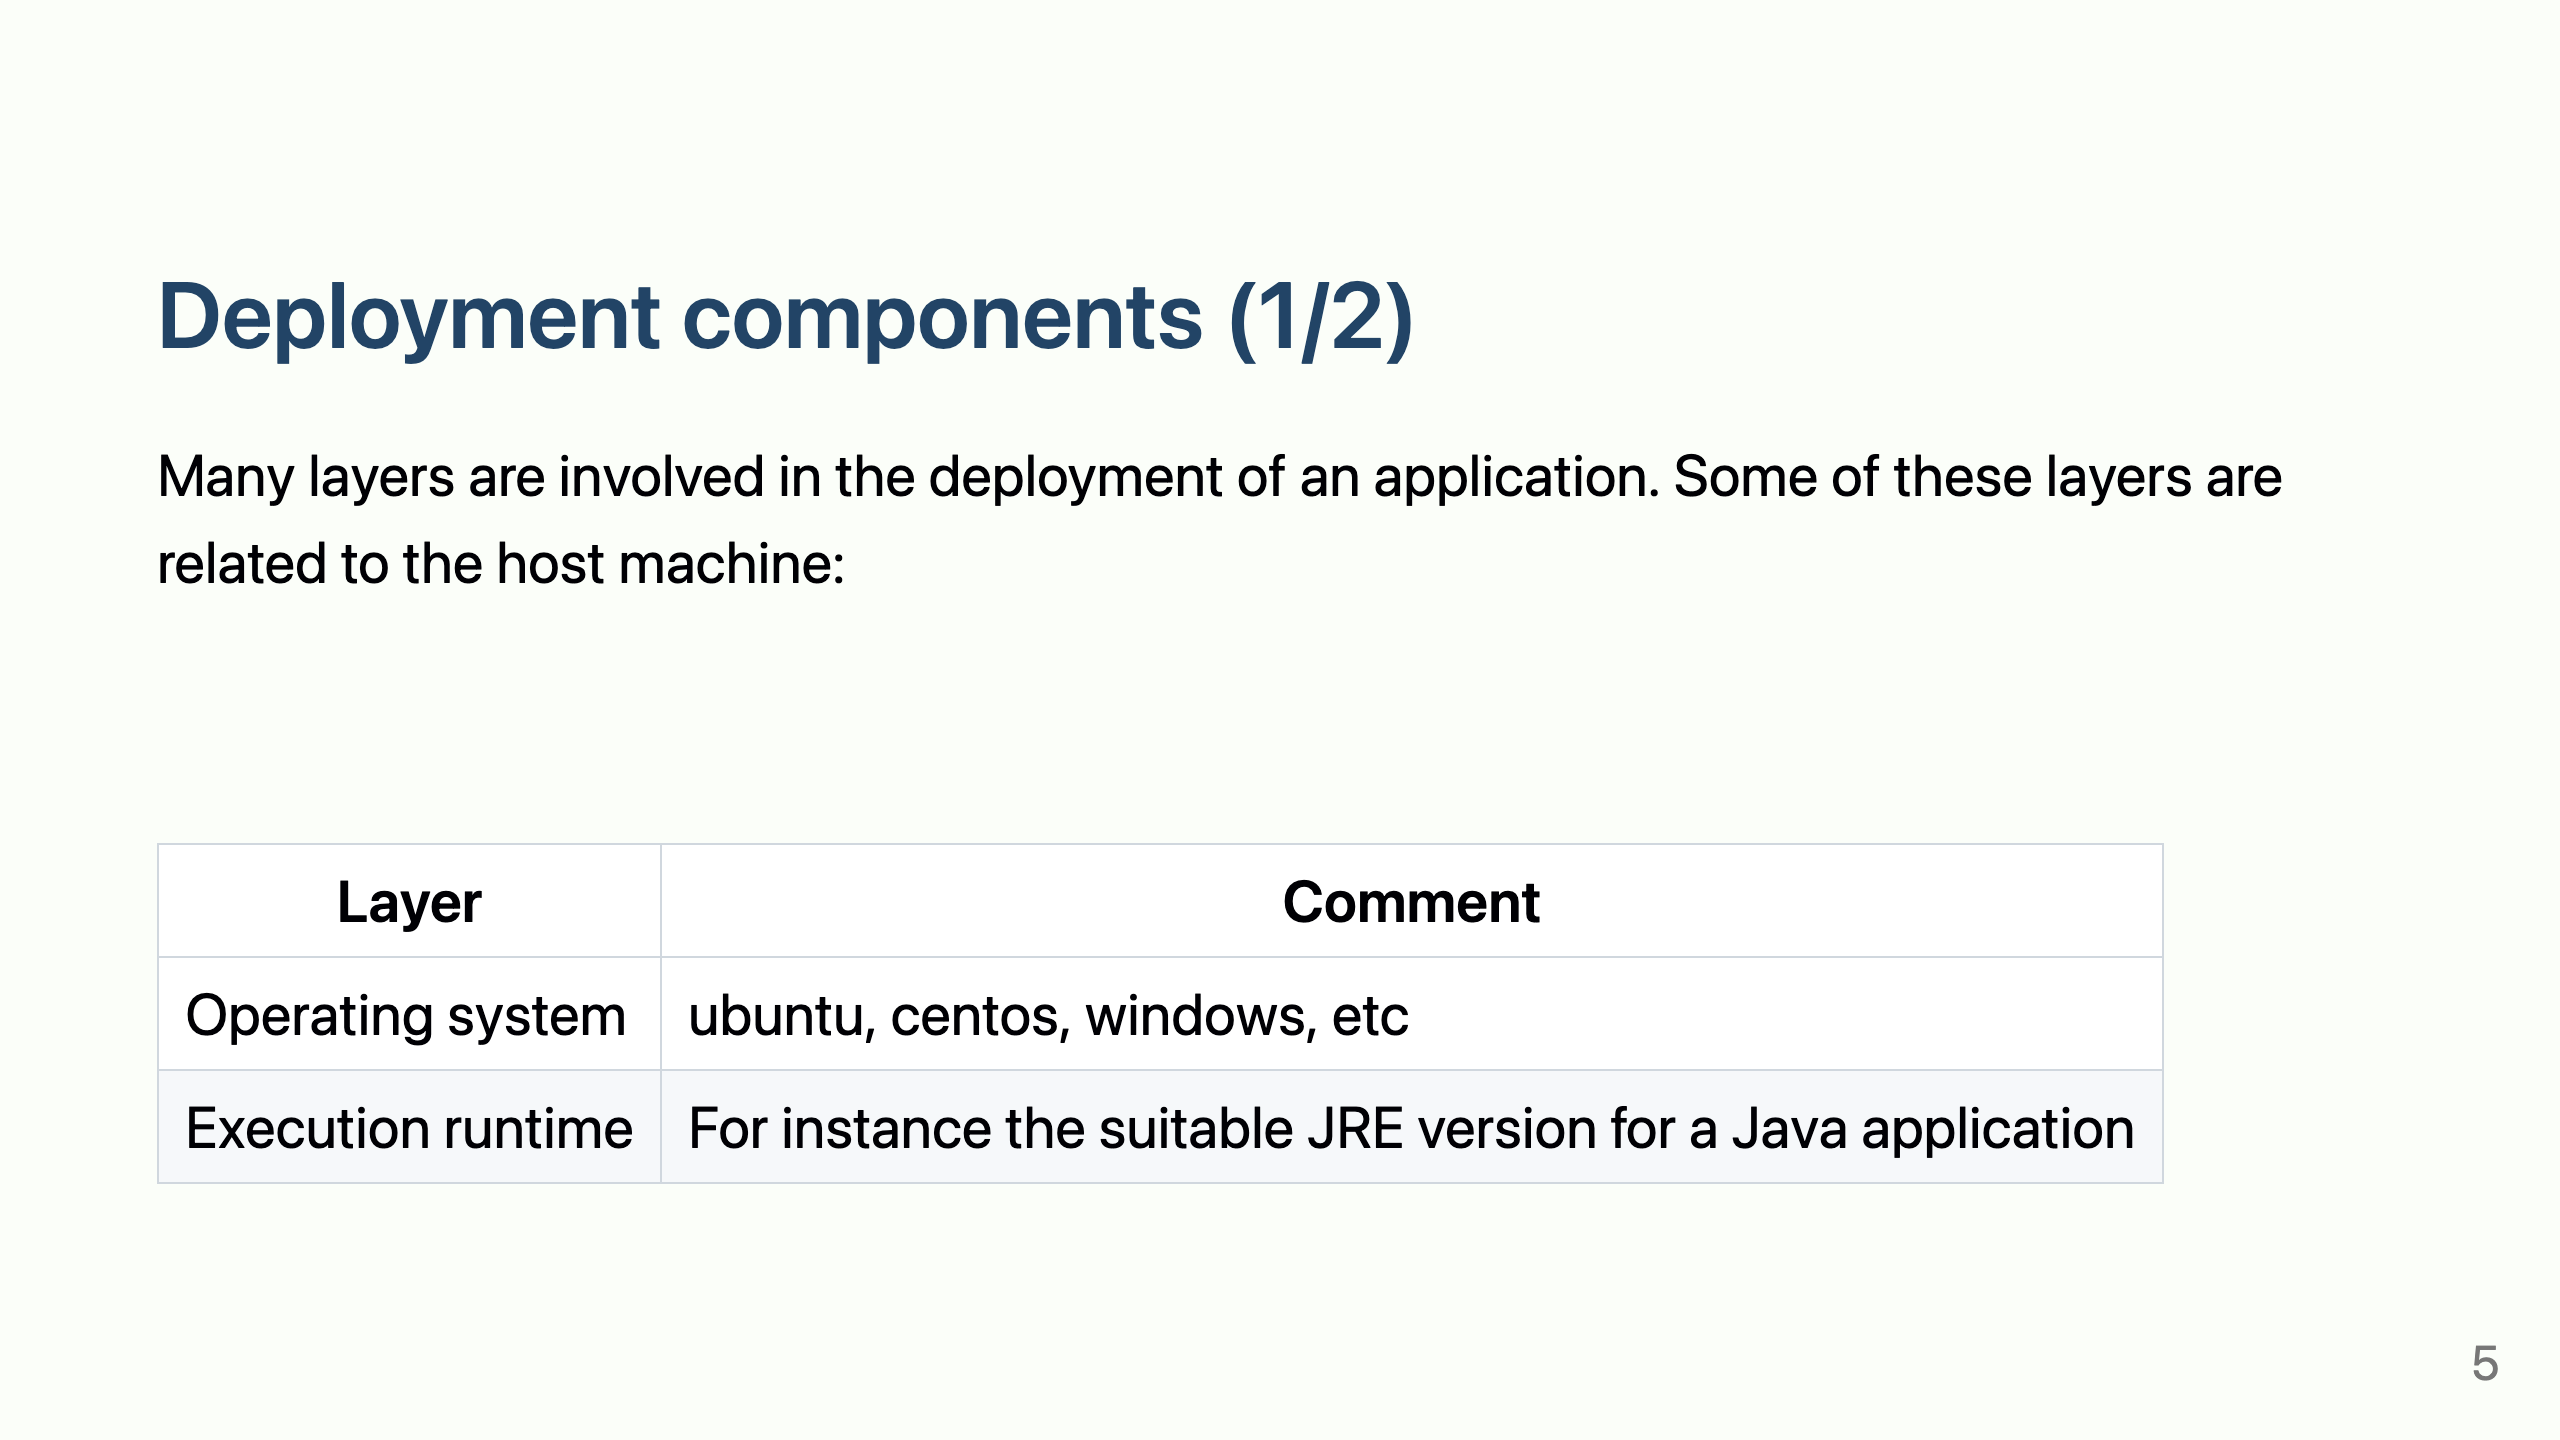 Deployment components (1/2)
Many layers are involved in the deployment of an application. Some of these layers are
related to the host machine:
Layer Comment
Operating system ubuntu, centos, windows, etc
Execution runtime For instance the suitable JRE version for a Java application
5